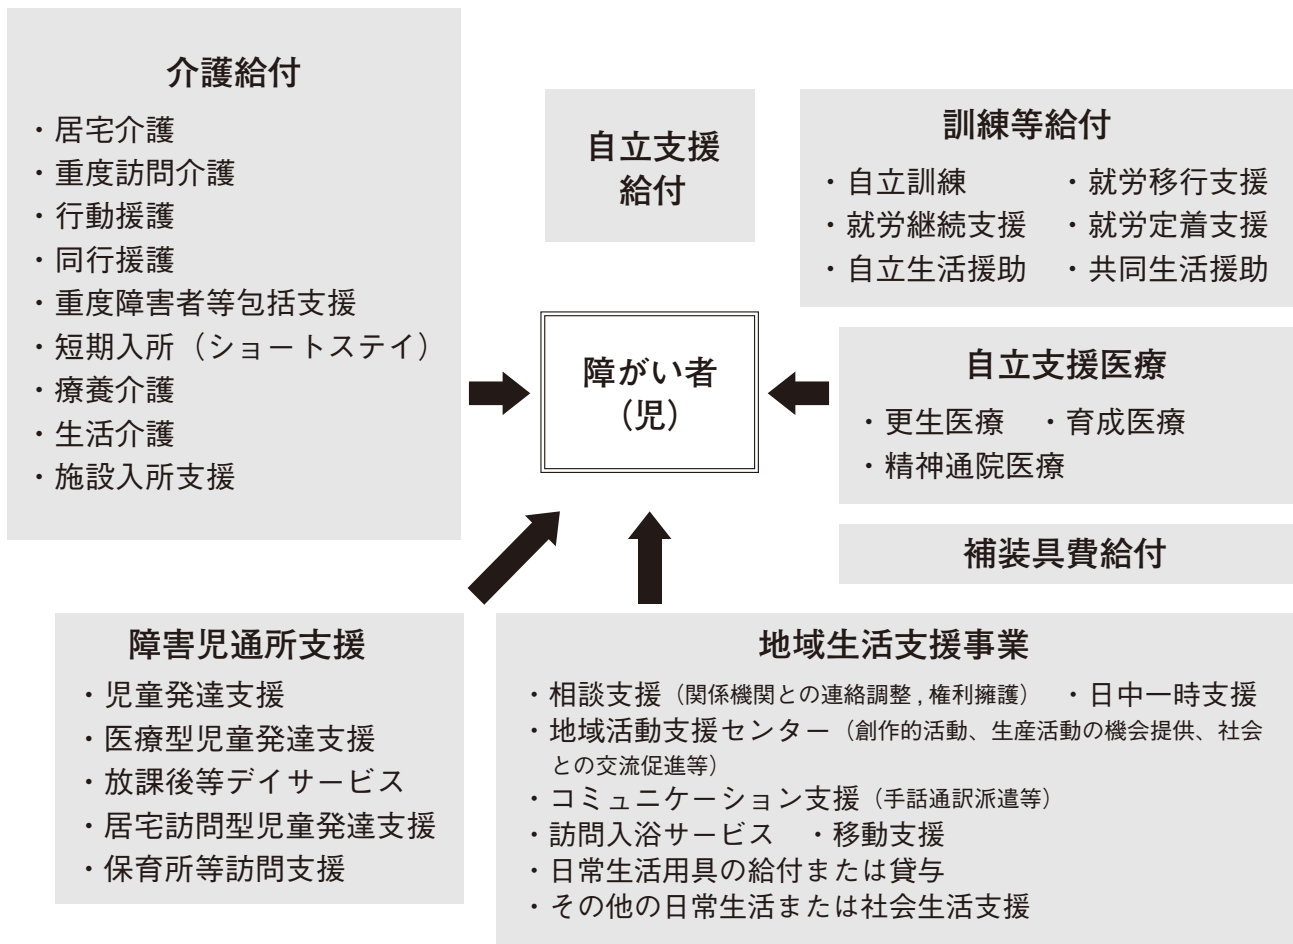 介護給付
・居宅介護
・重度訪問介護
・行動援護
・同行援護
・重度障害者等包括支援
・短期入所（ショートステイ）
・療養介護
・生活介護
・施設入所支援
自立支援
給付
訓練等給付
・自立訓練　・就労移行支援
・就労継続支援　・就労定着支援
・自立生活援助　・共同生活援助
障がい者
（児）
自立支援医療
・更生医療　・育成医療
・精神通院医療
補装具費給付
障害児通所支援
・児童発達支援
・医療型児童発達支援
・放課後等デイサービス
・居宅訪問型児童発達支援
・保育所等訪問支援
地域生活支援事業
・相談支援（関係機関との連絡調整 , 権利擁護）　・日中一時支援
・地域活動支援センター（創作的活動、生産活動の機会提供、社会
との交流促進等）
・コミュニケーション支援（手話通訳派遣等）
・訪問入浴サービス　・移動支援
・日常生活用具の給付または貸与
・その他の日常生活または社会生活支援